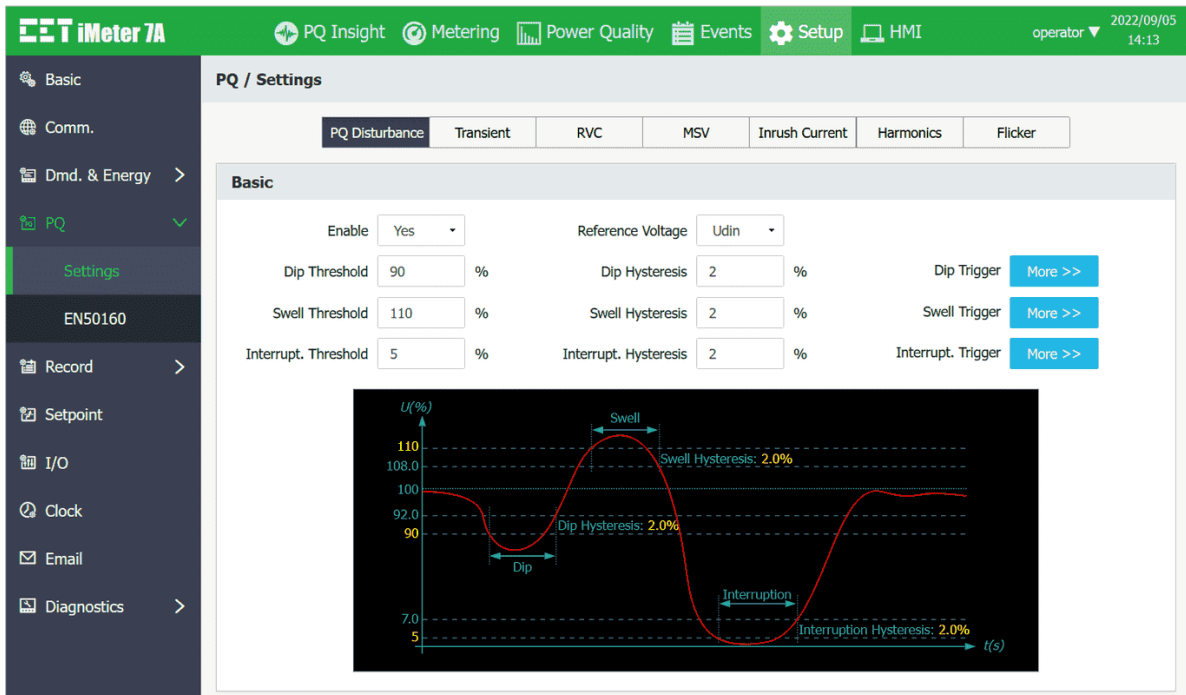 CET iMeter 7A
PQ Insight
Metering
Power Quality
Events
Setup
HMI
operator ▼
2022/09/05
14:13
Basic
Comm.
Dmd. & Energy
PQ
Settings
EN50160
Record
Setpoint
I/O
Clock
Email
Diagnostics
PQ / Settings
PQ Disturbance
Transient
RVC
MSV
Inrush Current
Harmonics
Flicker
Basic
Enable Yes Reference Voltage Udin
Dip Threshold 90 % Dip Hysteresis 2 % Dip Trigger More >>
Swell Threshold 110 % Swell Hysteresis 2 % Swell Trigger More >>
Interrupt. Threshold 5 % Interrupt. Hysteresis 2 % Interrupt. Trigger More >>
U(%)
Swell
110
Swell Hysteresis: 2.0%
108.0
100
92.0
Dip Hysteresis: 2.0%
90
Dip
Interruption
7.0
Interruption Hysteresis: 2.0%
5
t(s)